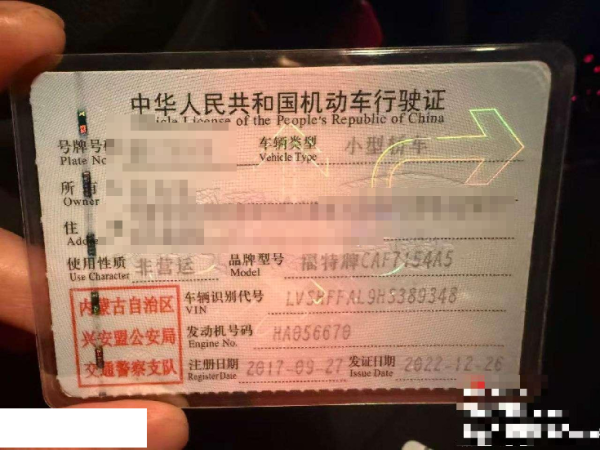 中华人民共和国机动车行驶证
License of the People's Republic of China
号牌号 车辆类型 小型轿车
Plate No Vehicle Type
所
Owner
住
使用性质 非营运 品牌型号 福特牌CAF7154A5
Use Character Model
内蒙古自治区
兴安盟公安局
交通警察支队
车辆识别代号 LVSHFFAL9HS389348
VIN
发动机号码 HA056670
Engine No.
注册日期 2017-09-27 发证日期 2022-12-26
Register Date Issue Date